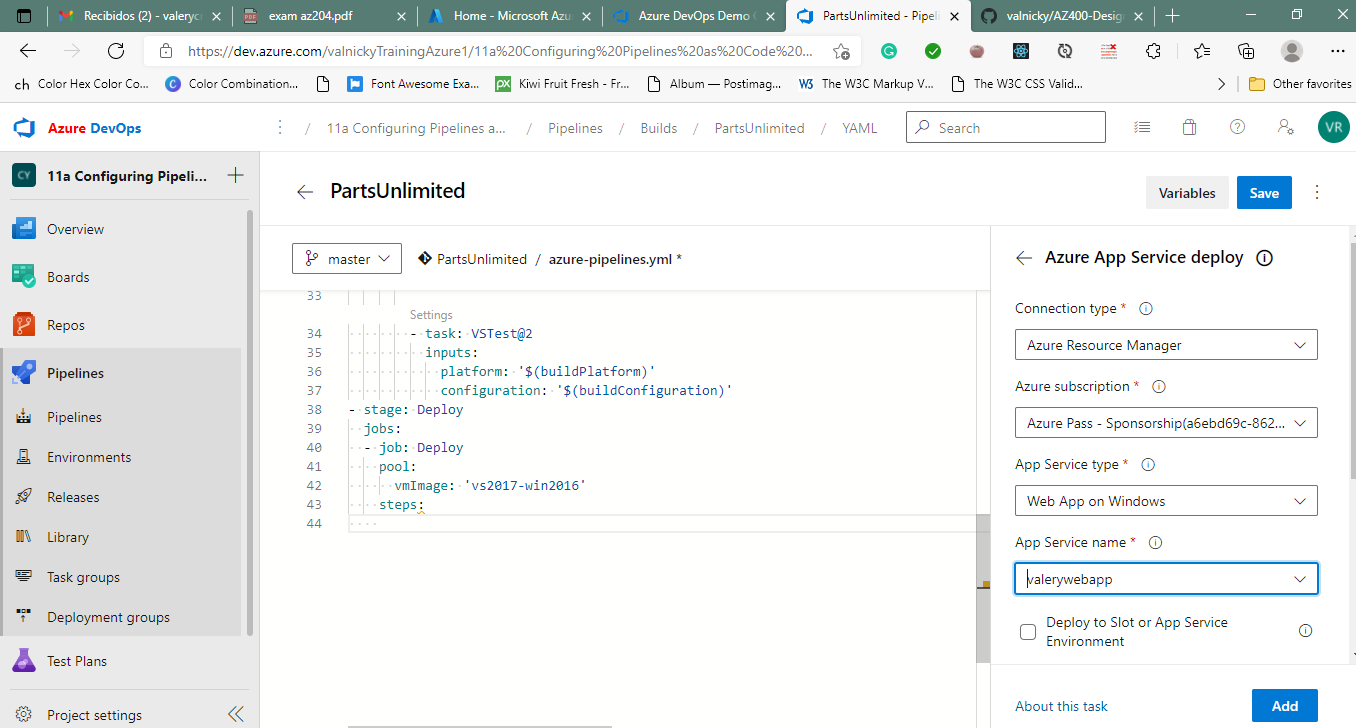 Recibidos (2) - valeryc
exam az204.pdf
Home - Microsoft Azu
Azure DevOps Demo G
PartsUnlimited - Pipeli
valnicky/AZ400-Desig
https://dev.azure.com/valnickyTrainingAzure1/11a%20Configuring%20Pipelines%20as%20Code%20...
ch Color Hex Color Co...
C Color Combination...
Font Awesome Exa...
px Kiwi Fruit Fresh - Fr...
Album — Postimag...
W3 The W3C Markup V...
The W3C CSS Valid...
Other favorites
Azure DevOps
/ 11a Configuring Pipelines a... / Pipelines / Builds / PartsUnlimited / YAML
Search
VR
CY 11a Configuring Pipeli...
Overview
Boards
Repos
Pipelines
Pipelines
Environments
Releases
Library
Task groups
Deployment groups
Test Plans
Project settings
PartsUnlimited
Variables
Save
master
PartsUnlimited / azure-pipelines.yml *
33
Settings
34 - task: VSTest@2
35 inputs:
36 platform: '$(buildPlatform)'
37 configuration: '$(buildConfiguration)'
38 - stage: Deploy
39 jobs:
40 - job: Deploy
41 pool:
42 vmImage: 'vs2017-win2016'
43 steps:
44
Azure App Service deploy
Connection type *
Azure Resource Manager
Azure subscription *
Azure Pass - Sponsorship(a6ebd69c-862...
App Service type *
Web App on Windows
App Service name *
valerywebapp
Deploy to Slot or App Service
Environment
About this task
Add